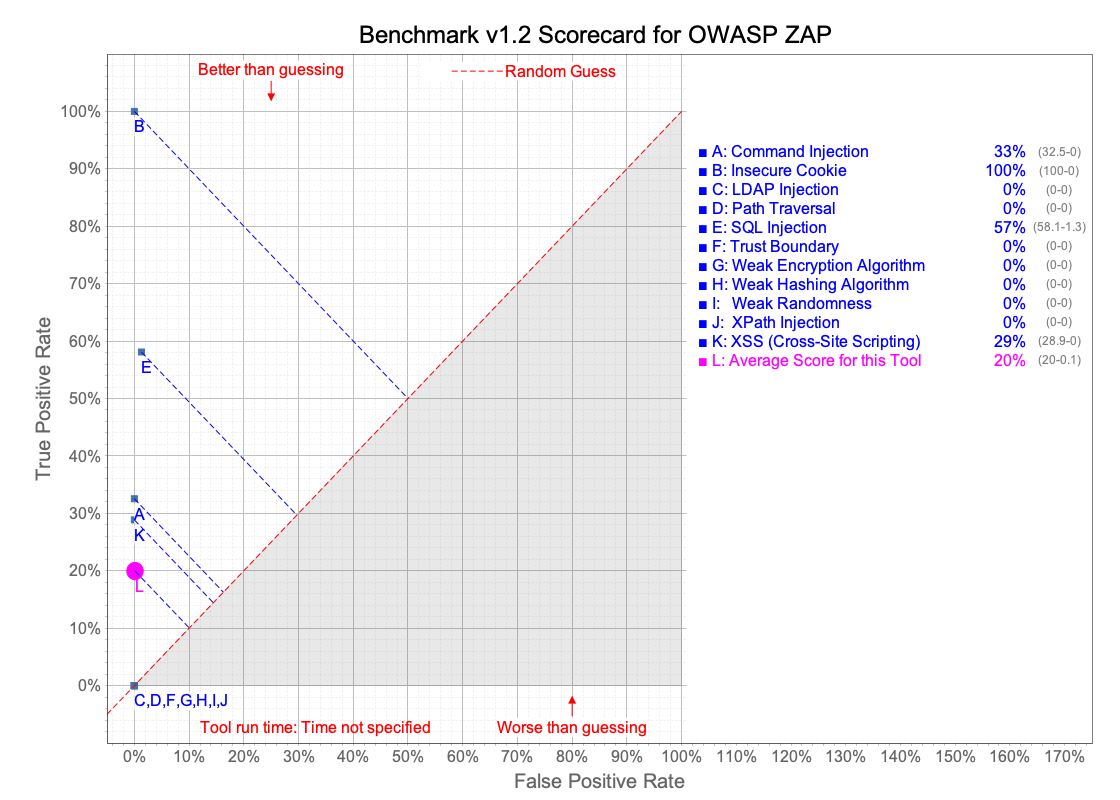 Benchmark v1.2 Scorecard for OWASP ZAP
Better than guessing
Random Guess
100%
90%
80%
70%
60%
50%
40%
30%
20%
10%
0%
True Positive Rate
B
E
A
K
L
C,D,F,G,H,I,J
A: Command Injection 33% (32.5-0)
B: Insecure Cookie 100% (100-0)
C: LDAP Injection 0% (0-0)
D: Path Traversal 0% (0-0)
E: SQL Injection 57% (58.1-1.3)
F: Trust Boundary 0% (0-0)
G: Weak Encryption Algorithm 0% (0-0)
H: Weak Hashing Algorithm 0% (0-0)
I: Weak Randomness 0% (0-0)
J: XPath Injection 0% (0-0)
K: XSS (Cross-Site Scripting) 29% (28.9-0)
L: Average Score for this Tool 20% (20-0.1)
Tool run time: Time not specified
Worse than guessing
0% 10% 20% 30% 40% 50% 60% 70% 80% 90% 100% 110% 120% 130% 140% 150% 160% 170%
False Positive Rate